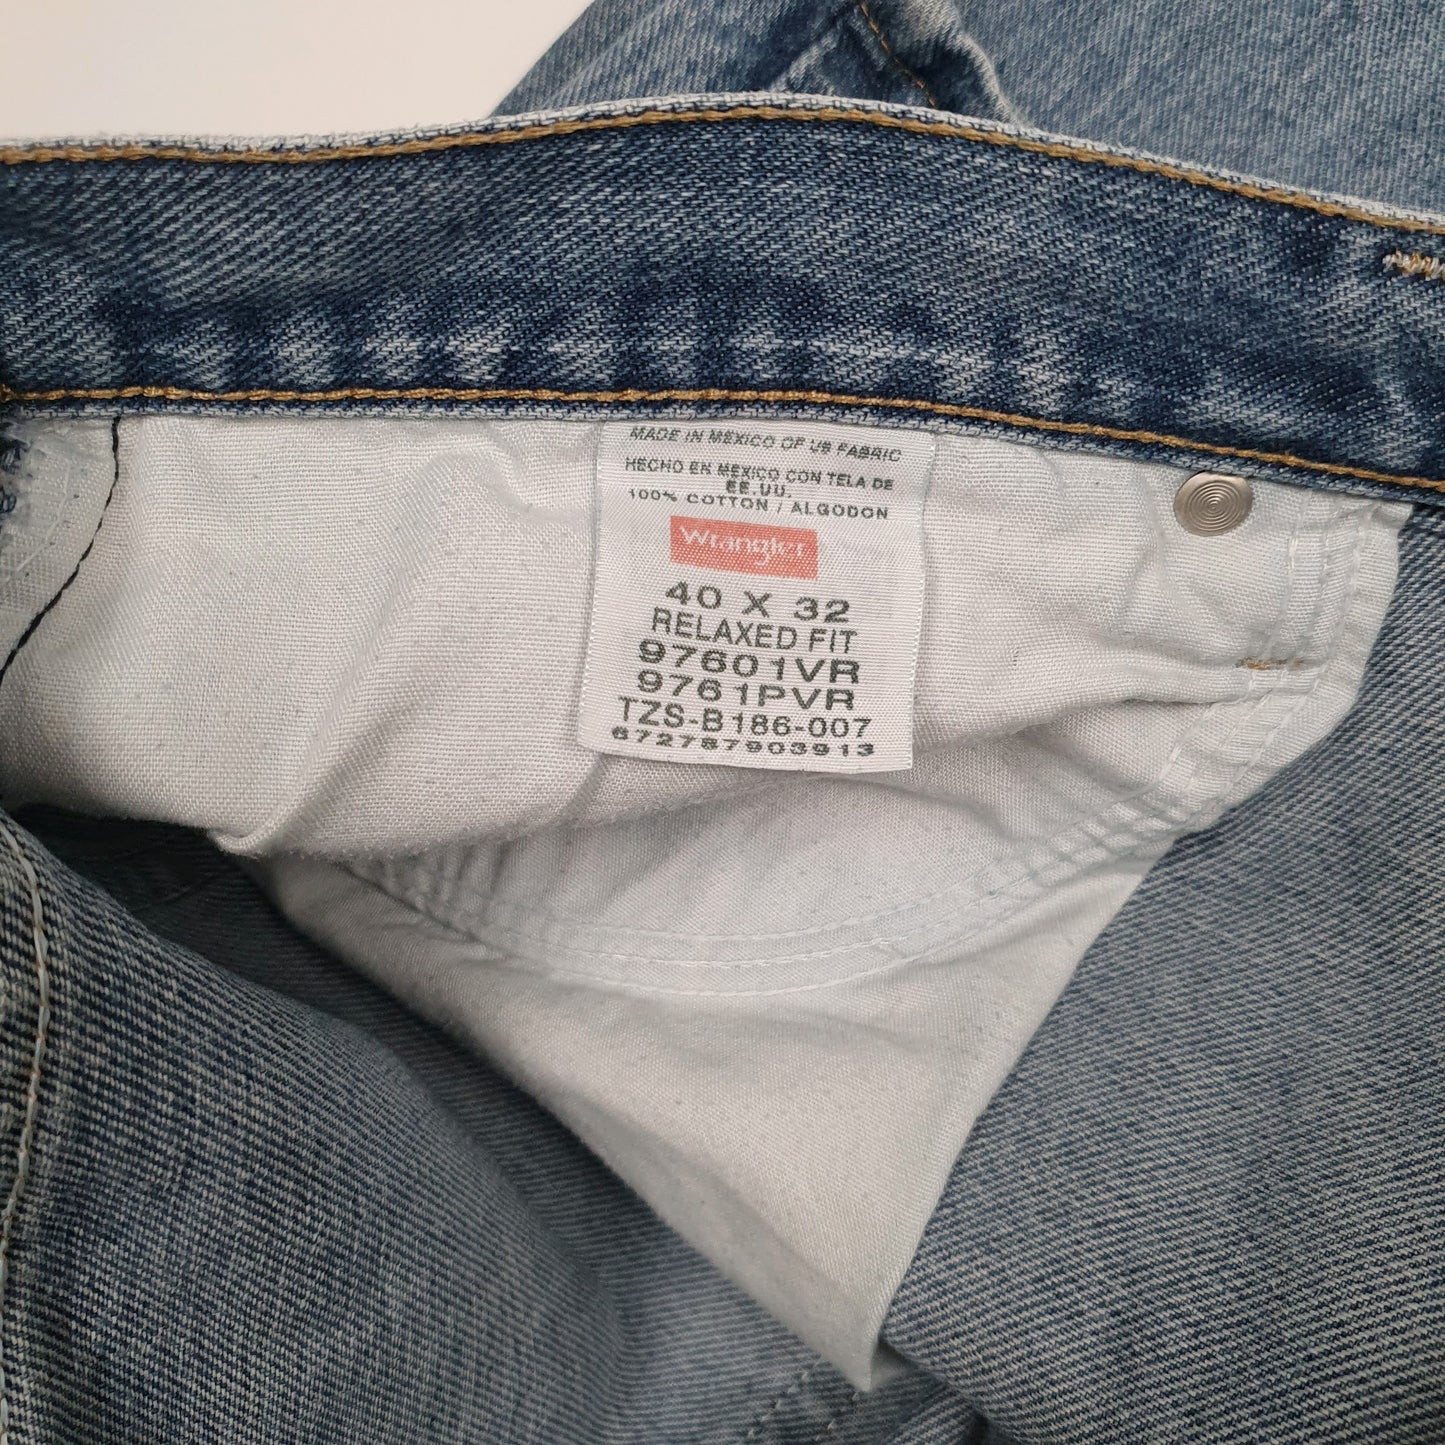 MADE IN MEXICO OF US FABRIC
HECHO EN MEXICO CON TELA DE
EE.UU.
100% COTTON / ALGODON
Wrangler
40 X 32
RELAXED FIT
97601VR
9761PVR
TZS-B186-007
672787903913